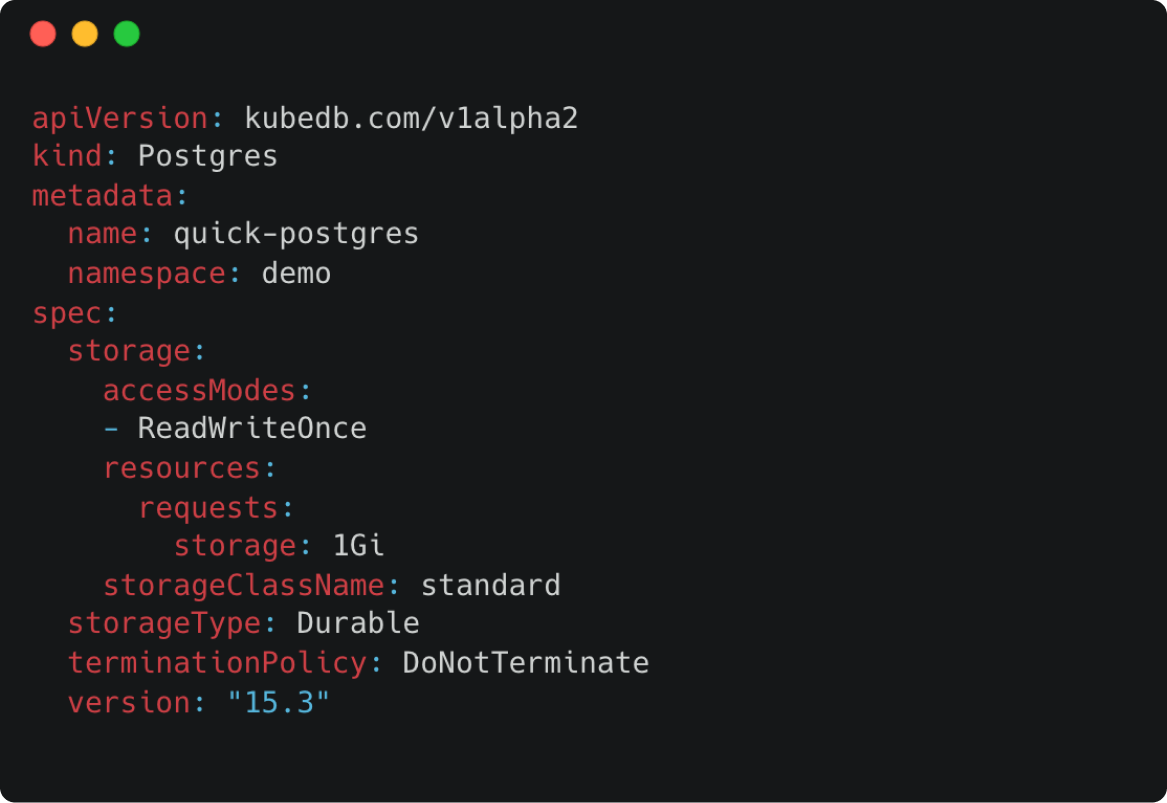 apiVersion: kubedb.com/v1alpha2
kind: Postgres
metadata:
  name: quick-postgres
  namespace: demo
spec:
  storage:
    accessModes:
    - ReadWriteOnce
    resources:
      requests:
        storage: 1Gi
    storageClassName: standard
  storageType: Durable
  terminationPolicy: DoNotTerminate
  version: "15.3"